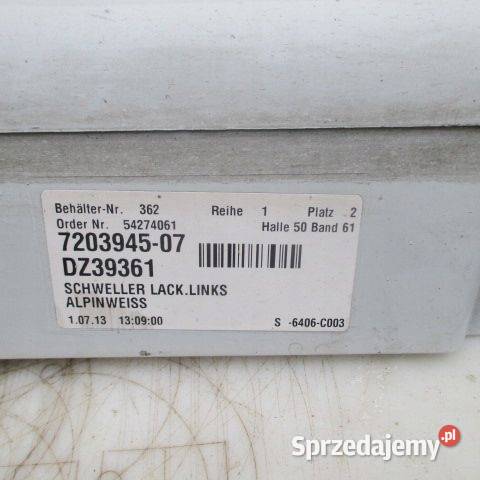 Behälter-Nr. 362 Reihe 1 Platz 2
Order Nr. 54274061 Halle 50 Band 61
7203945-07
DZ39361
SCHWELLER LACK.LINKS
ALPINWEISS
1.07.13 13:09:00 S -6406-C003
Sprzedajemy.pl